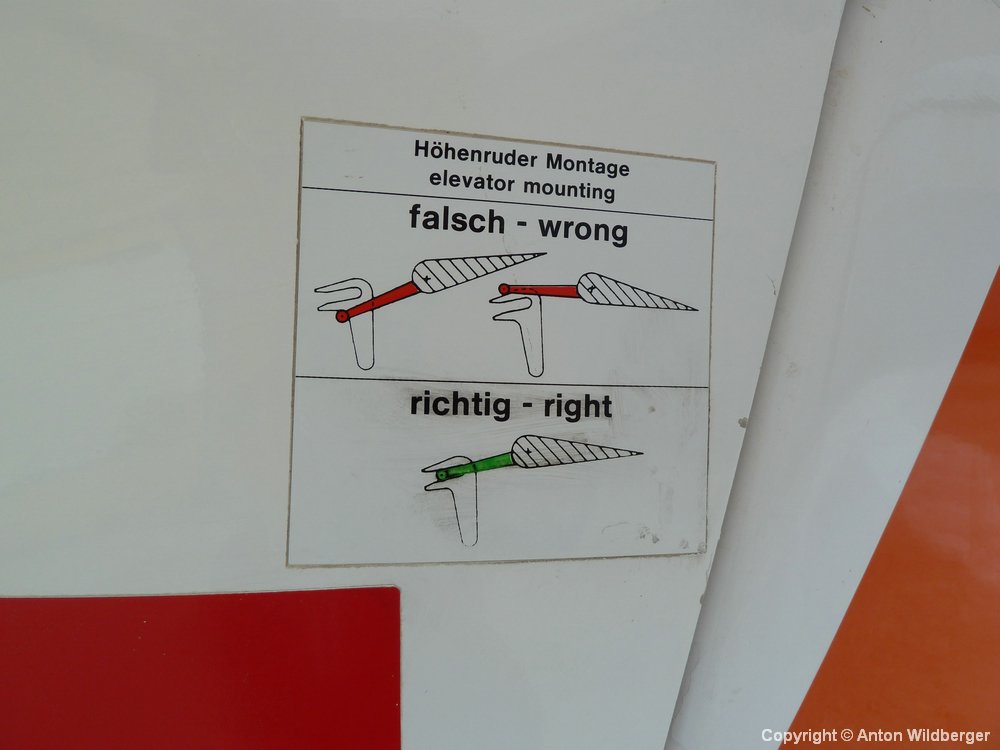 Höhenruder Montage
elevator mounting
falsch - wrong
richtig - right
Copyright © Anton Wildberger